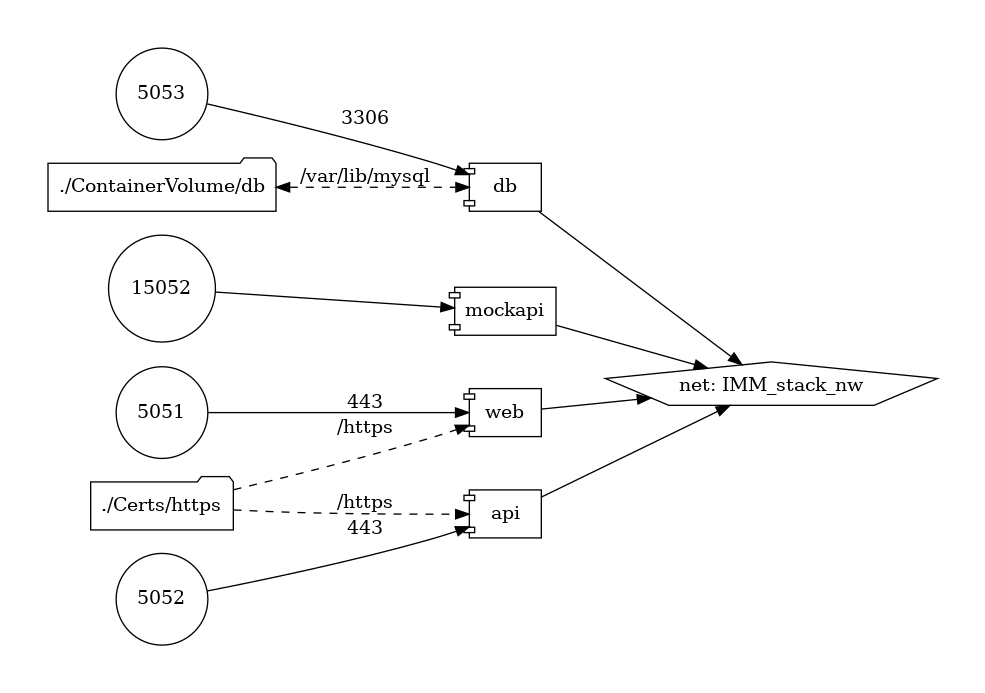 5053
3306
./ContainerVolume/db
/var/lib/mysql
db
15052
mockapi
net: IMM_stack_nw
5051
443
web
/https
./Certs/https
/https
api
443
5052